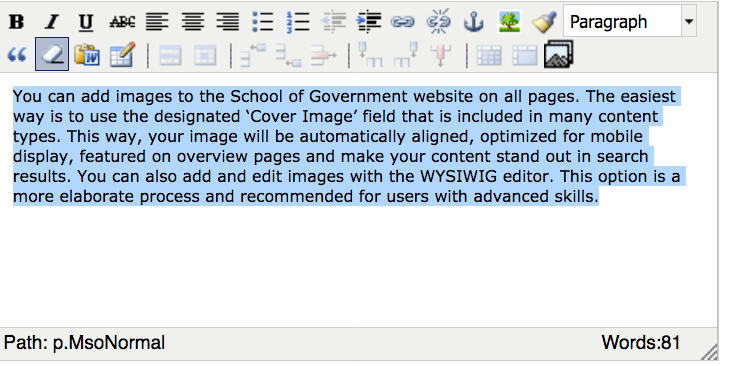 B I U ABC Paragraph
You can add images to the School of Government website on all pages. The easiest
way is to use the designated ‘Cover Image’ field that is included in many content
types. This way, your image will be automatically aligned, optimized for mobile
display, featured on overview pages and make your content stand out in search
results. You can also add and edit images with the WYSIWIG editor. This option is a
more elaborate process and recommended for users with advanced skills.
Path: p.MsoNormal Words:81